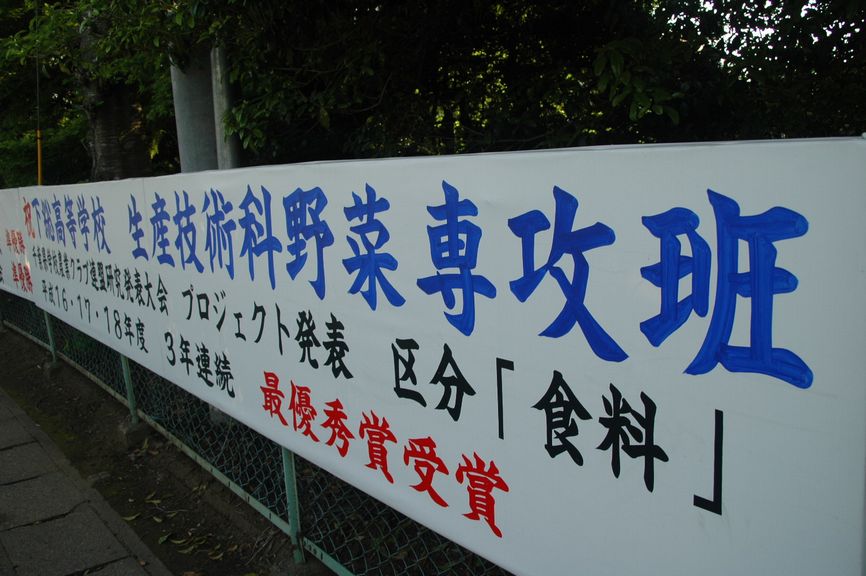 祝 下総高等学校 生産技術科野菜専攻班
千葉県学校農業クラブ連盟研究発表大会 プロジェクト発表 区分「食料」
平成16・17・18年度 3年連続 最優秀賞受賞